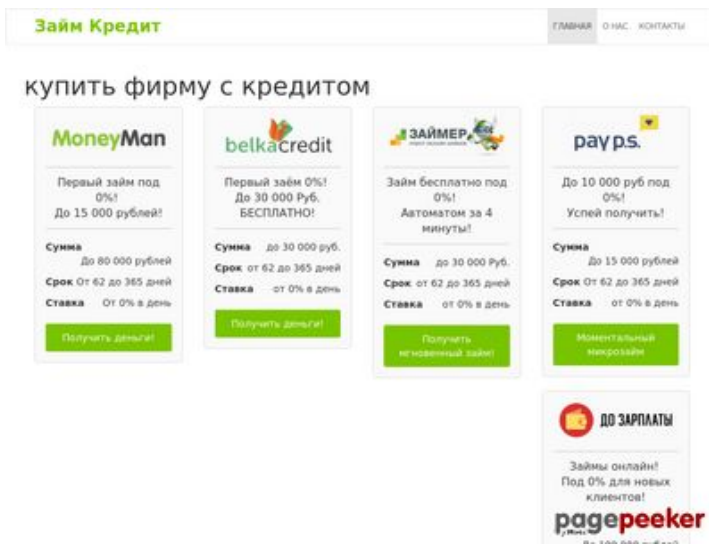 Займ Кредит
ГЛАВНАЯ О НАС КОНТАКТЫ
купить фирму с кредитом
MoneyMan
Первый займ под
0%!
До 15 000 рублей!
Сумма
До 80 000 рублей
Срок От 62 до 365 дней
Ставка От 0% в день
Получить деньги!
belkacredit
Первый заём 0%!
До 30 000 Руб.
БЕСПЛАТНО!
Сумма до 30 000 руб.
Срок от 62 до 365 дней
Ставка от 0% в день
Получить деньги!
ЗАЙМЕР
Займ бесплатно под
0%!
Автоматом за 4
минуты!
Сумма до 30 000 Руб.
Срок от 62 до 365 дней
Ставка от 0% в день
Получить
мгновенный займ!
pay p.s.
До 10 000 руб под
0%!
Успей получить!
Сумма
До 15 000 рублей
Срок От 62 до 365 дней
Ставка от 0% в день
Моментальный
микрозайм
ДО ЗАРПЛАТЫ
Займы онлайн!
Под 0% для новых
клиентов!
pagepeeker
До 100 000 рублей